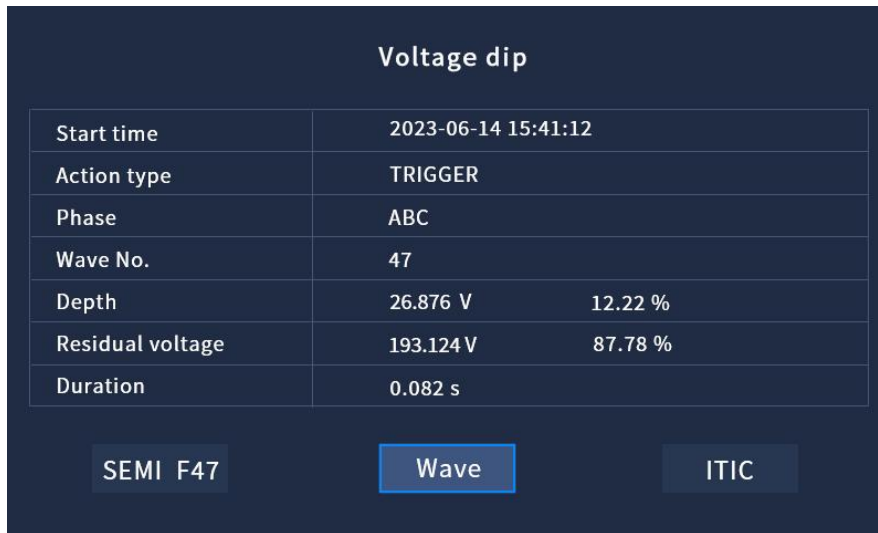 Voltage dip
Start time 2023-06-14 15:41:12
Action type TRIGGER
Phase ABC
Wave No. 47
Depth 26.876 V 12.22 %
Residual voltage 193.124 V 87.78 %
Duration 0.082 s
SEMI F47 Wave ITIC